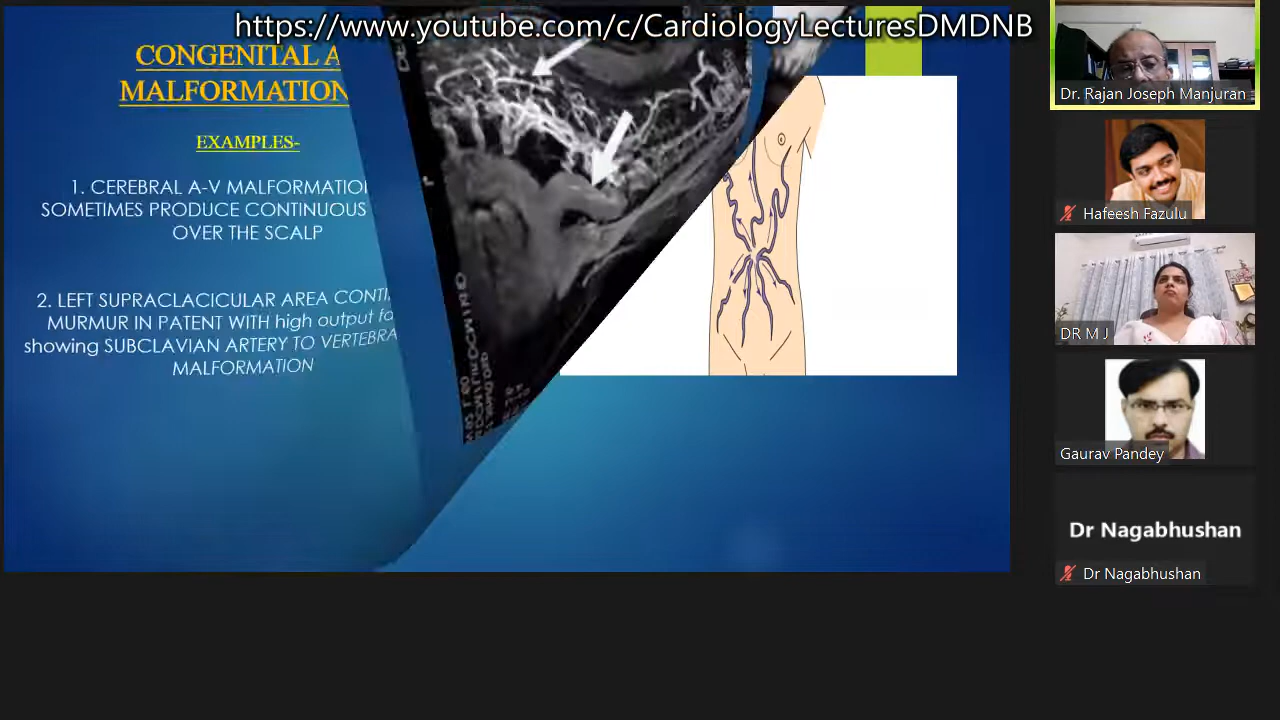 https://www.youtube.com/c/CardiologyLecturesDMDNB
CONGENITAL A
MALFORMATION
EXAMPLES-
1. CEREBRAL A-V MALFORMATIO
SOMETIMES PRODUCE CONTINUOUS
OVER THE SCALP
2. LEFT SUPRACLACICULAR AREA CONTI
MURMUR IN PATENT WITH high output fa
showing SUBCLAVIAN ARTERY TO VERTEBRA
MALFORMATION
Dr. Rajan Joseph Manjuran
Hafeesh Fazulu
DR M J
Gaurav Pandey
Dr Nagabhushan
Dr Nagabhushan